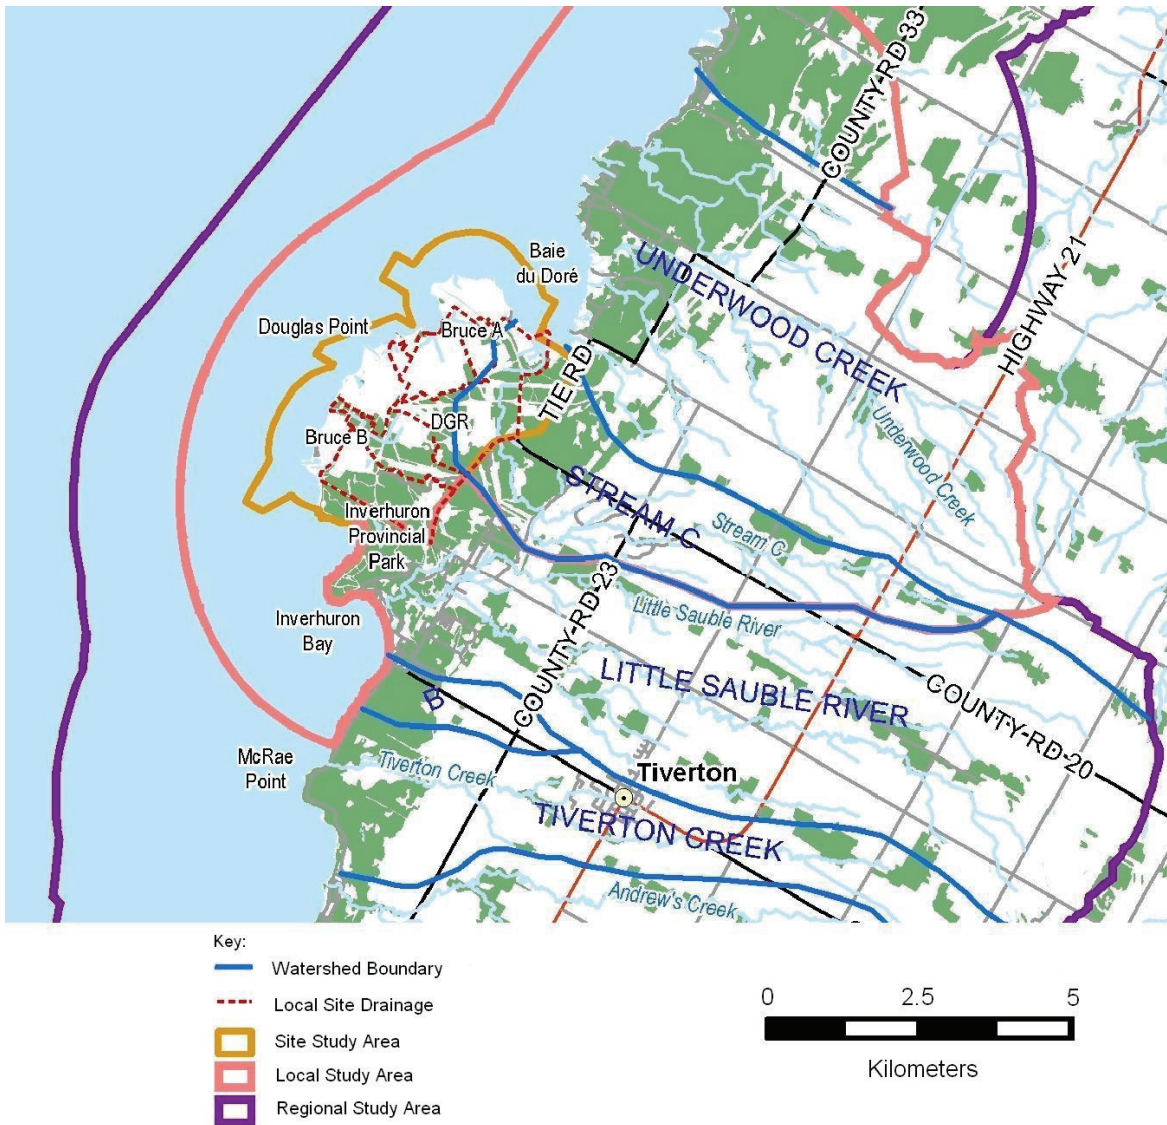 COUNTY RD 33
Baie
du Doré
UNDERWOOD CREEK
HIGHWAY 21
Douglas Point
Bruce A
TIE RD
DGR
Bruce B
Underwood Creek
STREAM C
Stream C
Inverhuron
Provincial
Park
COUNTY RD 23
Little Sauble River
Inverhuron
Bay
LITTLE SAUBLE RIVER
B
COUNTY RD 20
McRae
Point
Tiverton Creek
Tiverton
TIVERTON CREEK
Andrew's Creek
Key:
Watershed Boundary
Local Site Drainage
Site Study Area
Local Study Area
Regional Study Area
0 2.5 5
Kilometers